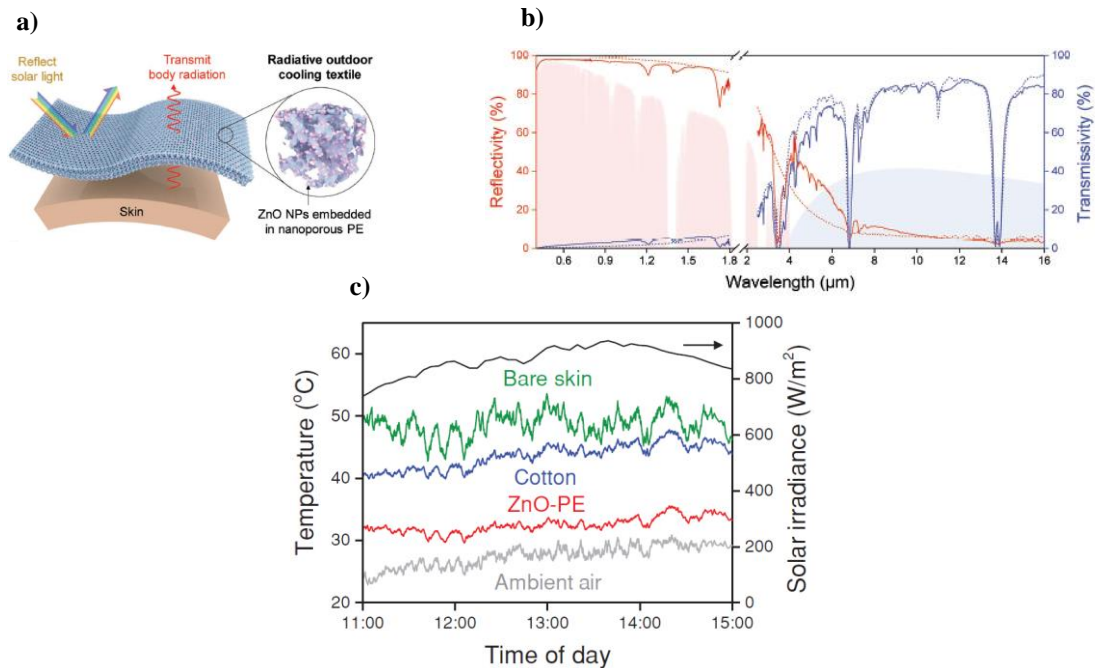 a)
Reflect
solar light
Transmit
body radiation
Radiative outdoor
cooling textile
Skin
ZnO NPs embedded
in nanoporous PE
b)
100
80
60
40
20
0
Reflectivity (%)
0.6 0.9 1.2 1.5 1.8 2 4 6 8 10 12 14 16
Wavelength (μm)
100
80
60
40
20
0
Transmissivity (%)
c)
60
50
40
30
20
Temperature (°C)
Bare skin
Cotton
ZnO-PE
Ambient air
1000
800
600
400
200
0
Solar irradiance (W/m²)
11:00 12:00 13:00 14:00 15:00
Time of day